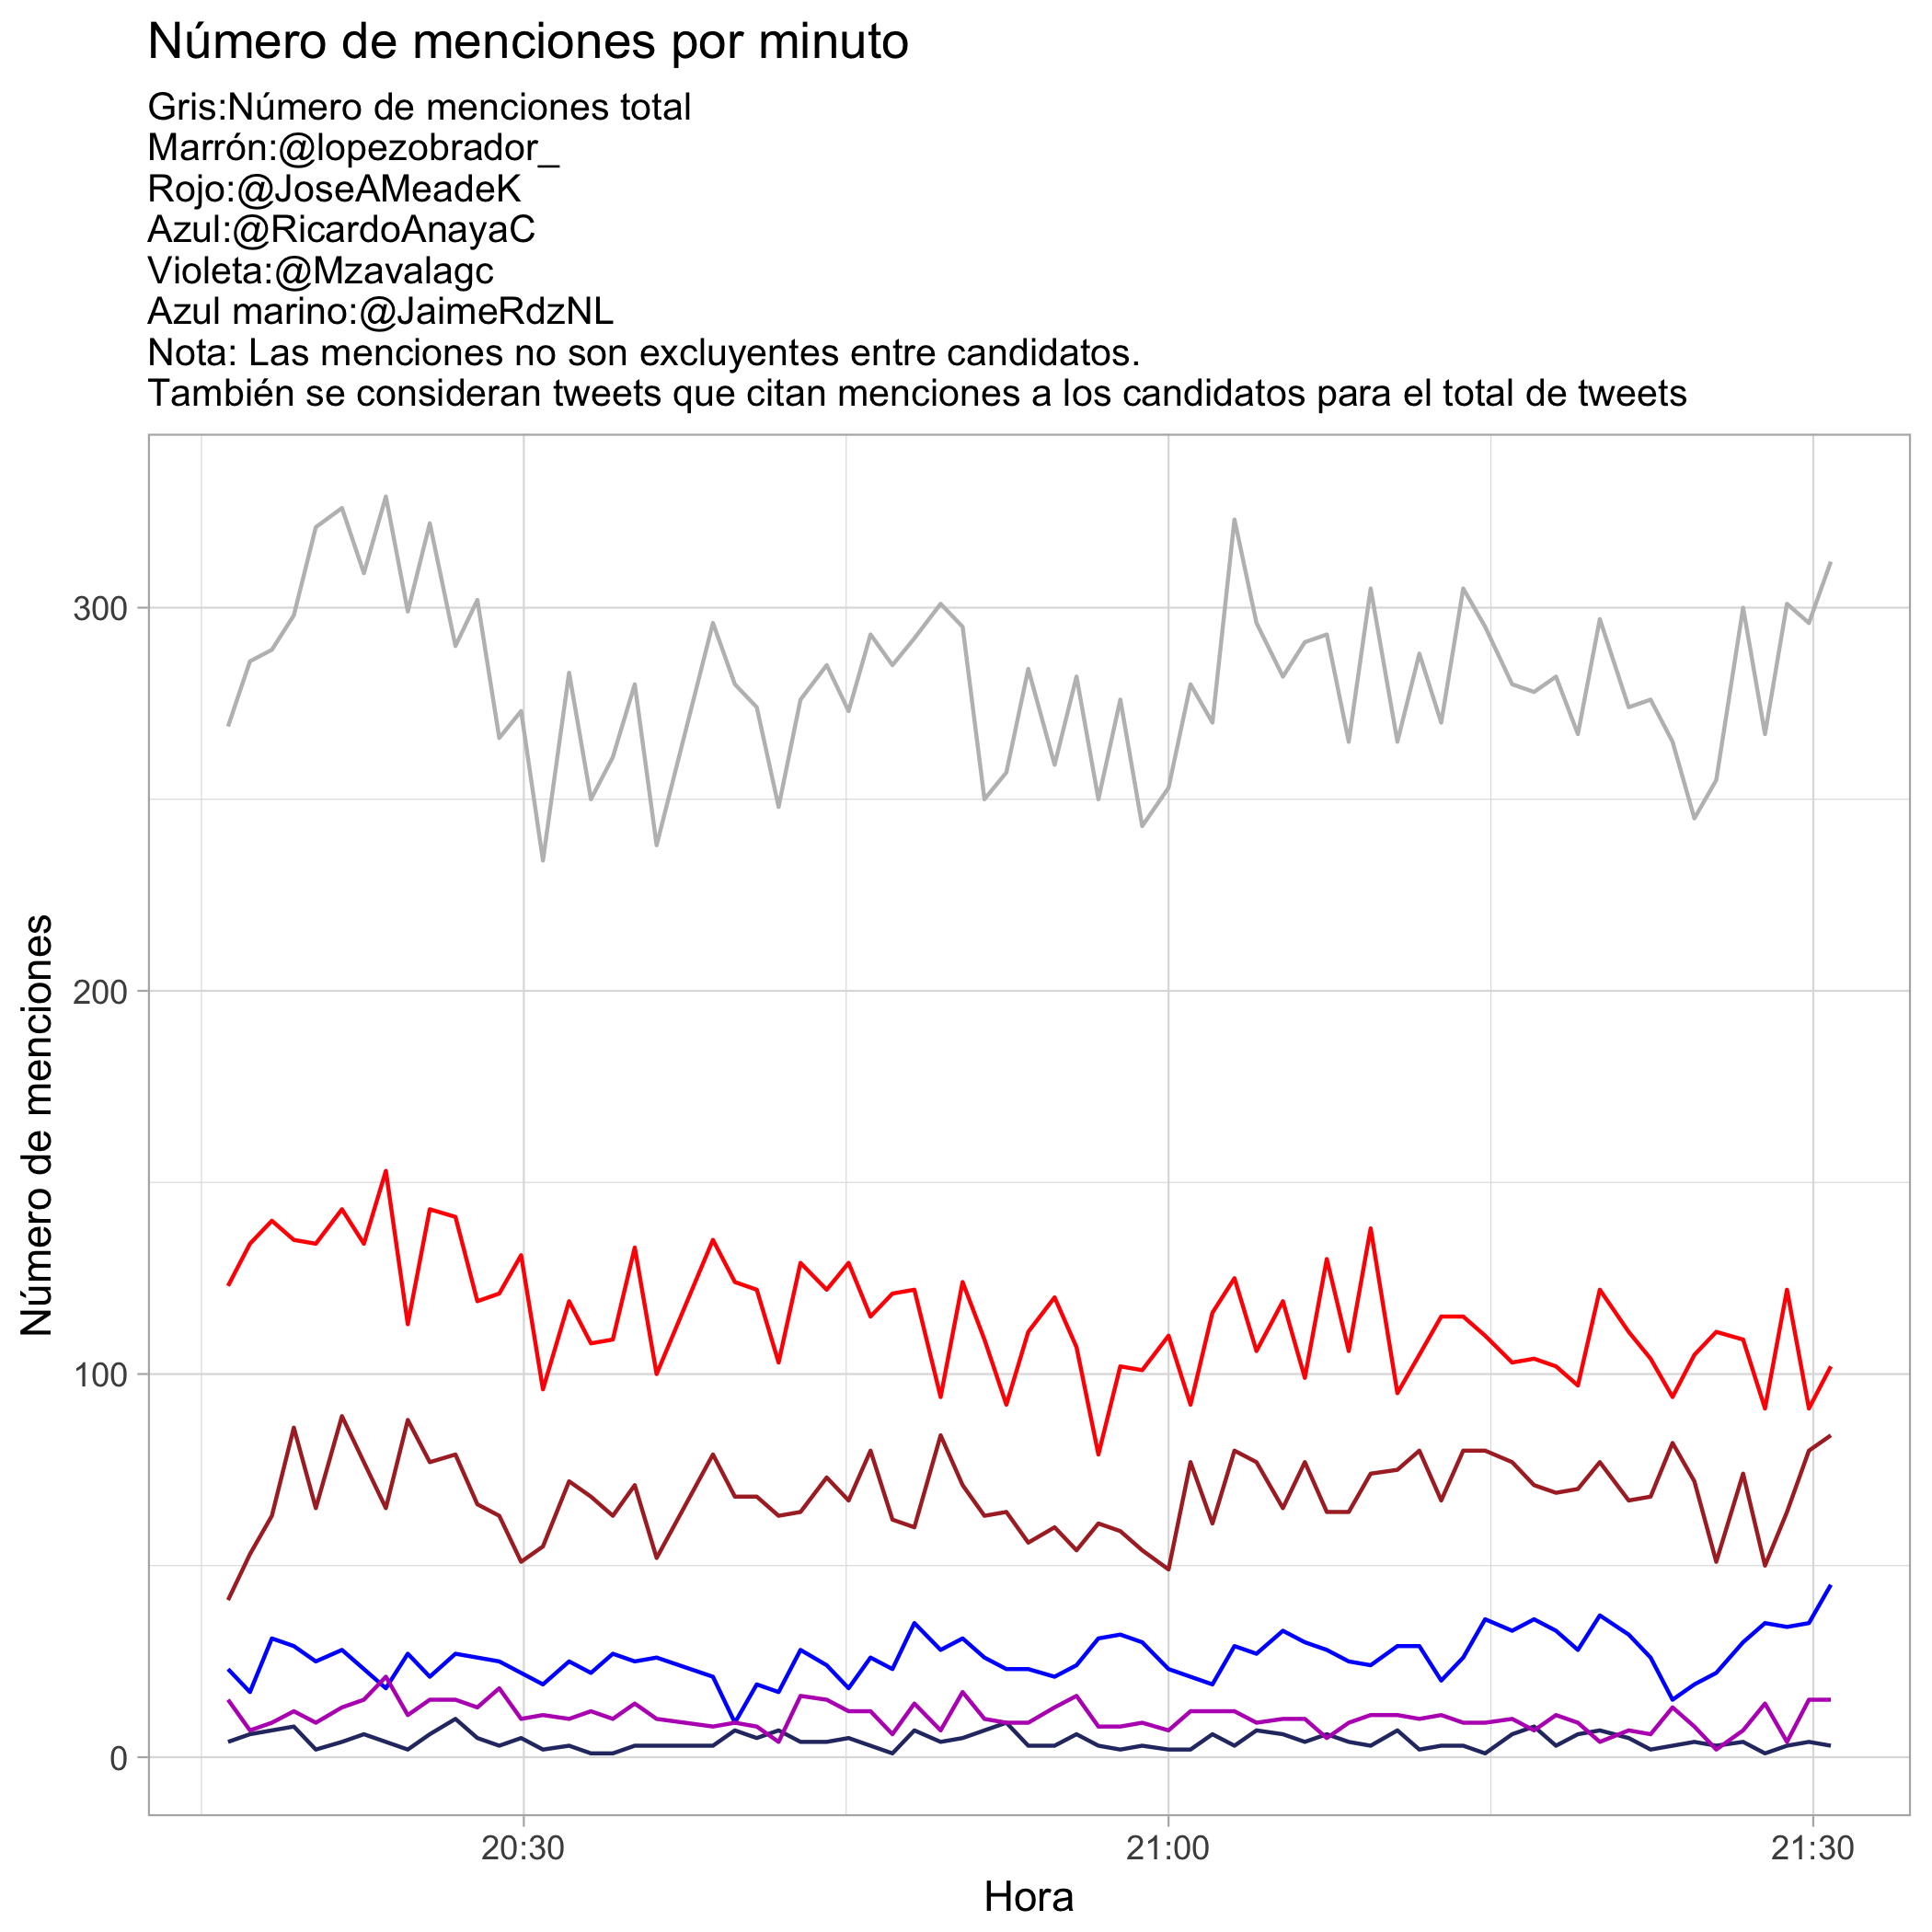 Número de menciones por minuto
Gris:Número de menciones total
Marrón:@lopezobrador_
Rojo:@JoseAMeadeK
Azul:@RicardoAnayaC
Violeta:@Mzavalagc
Azul marino:@JaimeRdzNL
Nota: Las menciones no son excluyentes entre candidatos.
También se consideran tweets que citan menciones a los candidatos para el total de tweets
Número de menciones
300
200
100
0
20:30
21:00
21:30
Hora